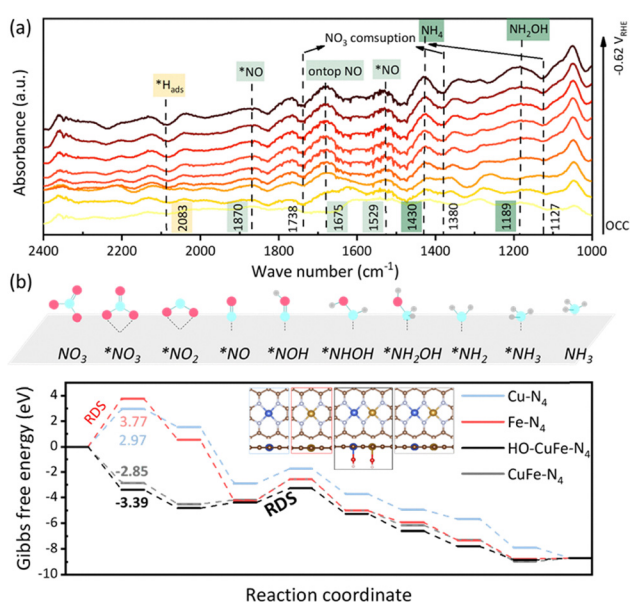 (a)
Absorbance (a.u.)
NO3 comsuption
NH4
NH2OH
*NO
ontop NO
*NO
*Hads
-0.62 VRHE
OCC
2083
1870
1738
1675
1529
1430
1380
1189
1127
2400 2200 2000 1800 1600 1400 1200 1000
Wave number (cm-1)
(b)
NO3 *NO3 *NO2 *NO *NOH *NHOH *NH2OH *NH2 *NH3 NH3
Gibbs free energy (eV)
6
4
2
0
-2
-4
-6
-8
-10
RDS
3.77
2.97
-2.85
-3.39
RDS
Cu-N4
Fe-N4
HO-CuFe-N4
CuFe-N4
Reaction coordinate